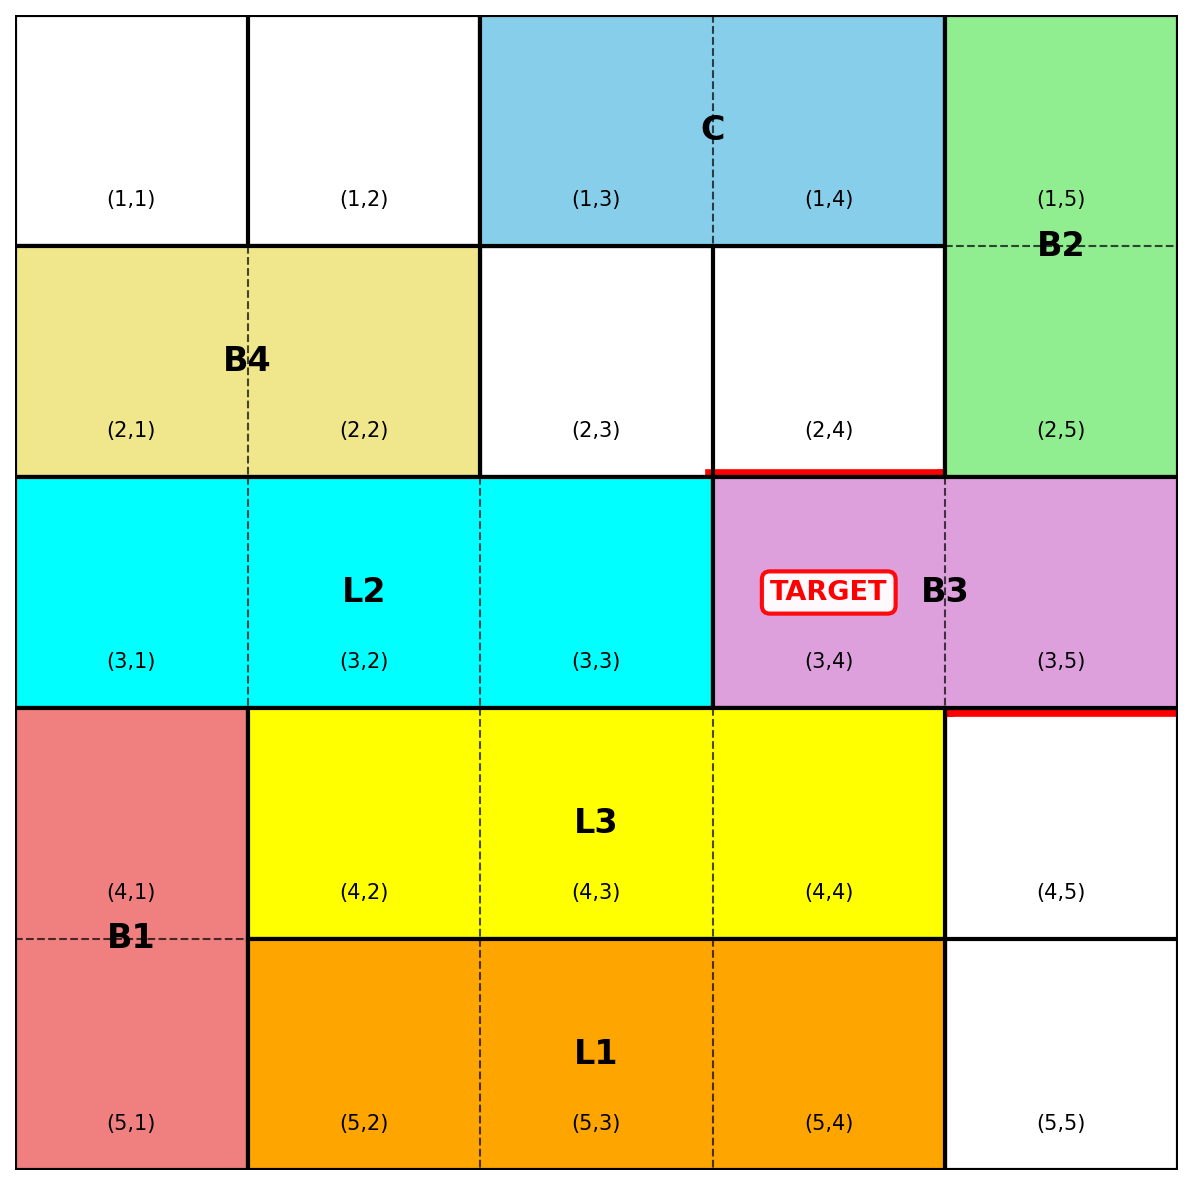 C
(1,1) (1,2) (1,3) (1,4) (1,5)
B2
B4
(2,1) (2,2) (2,3) (2,4) (2,5)
L2 TARGET B3
(3,1) (3,2) (3,3) (3,4) (3,5)
L3
(4,1) (4,2) (4,3) (4,4) (4,5)
B1
L1
(5,1) (5,2) (5,3) (5,4) (5,5)